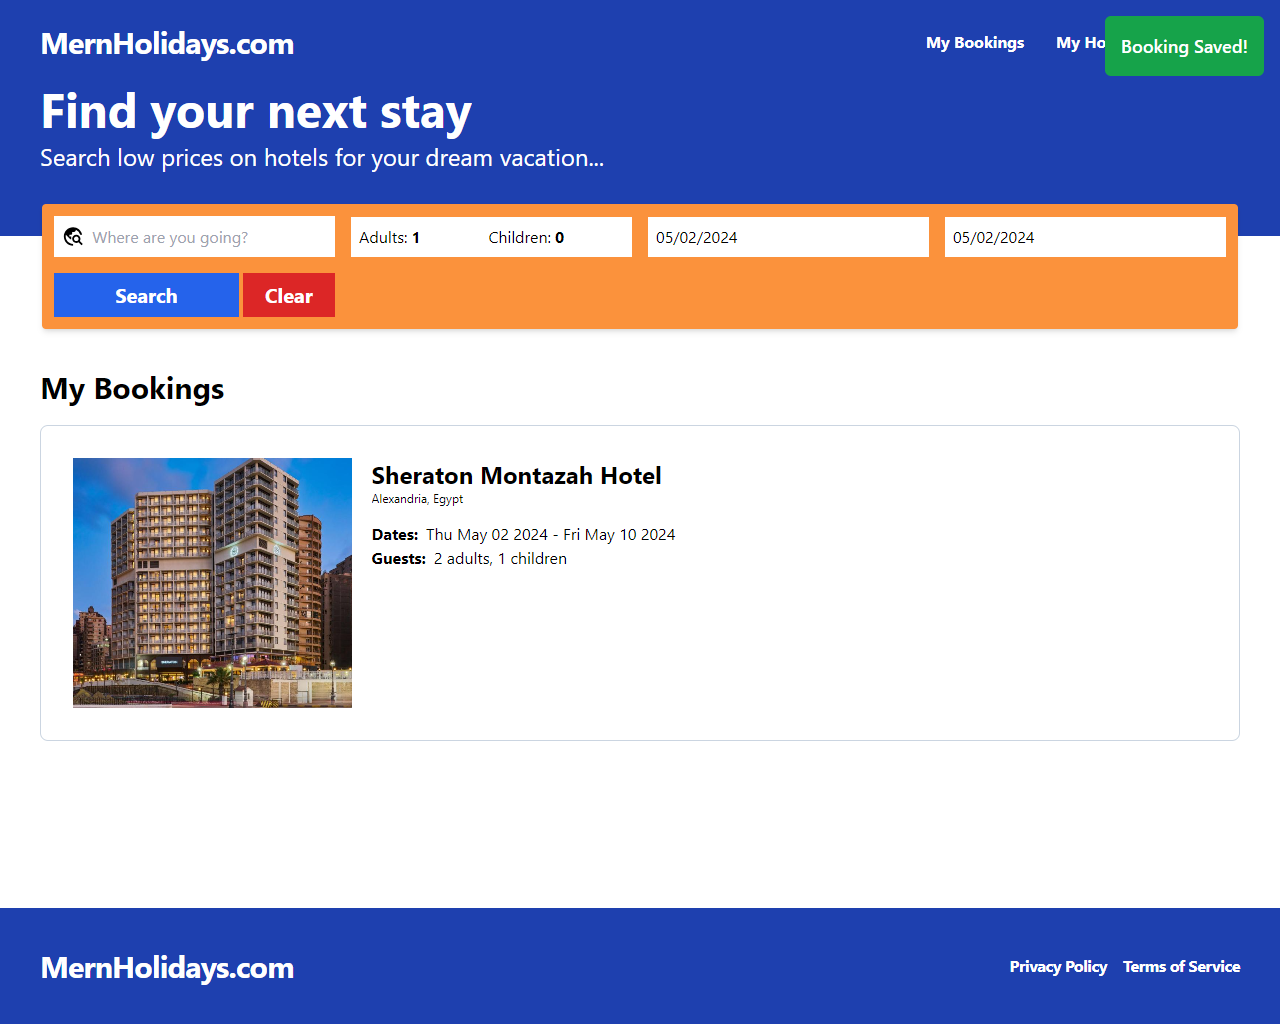 MernHolidays.com
My Bookings
My Ho
Booking Saved!
Find your next stay
Search low prices on hotels for your dream vacation...
Where are you going?
Adults: 1
Children: 0
05/02/2024
05/02/2024
Search
Clear
My Bookings
SHERATON
Sheraton Montazah Hotel
Alexandria, Egypt
Dates: Thu May 02 2024 - Fri May 10 2024
Guests: 2 adults, 1 children
MernHolidays.com
Privacy Policy
Terms of Service